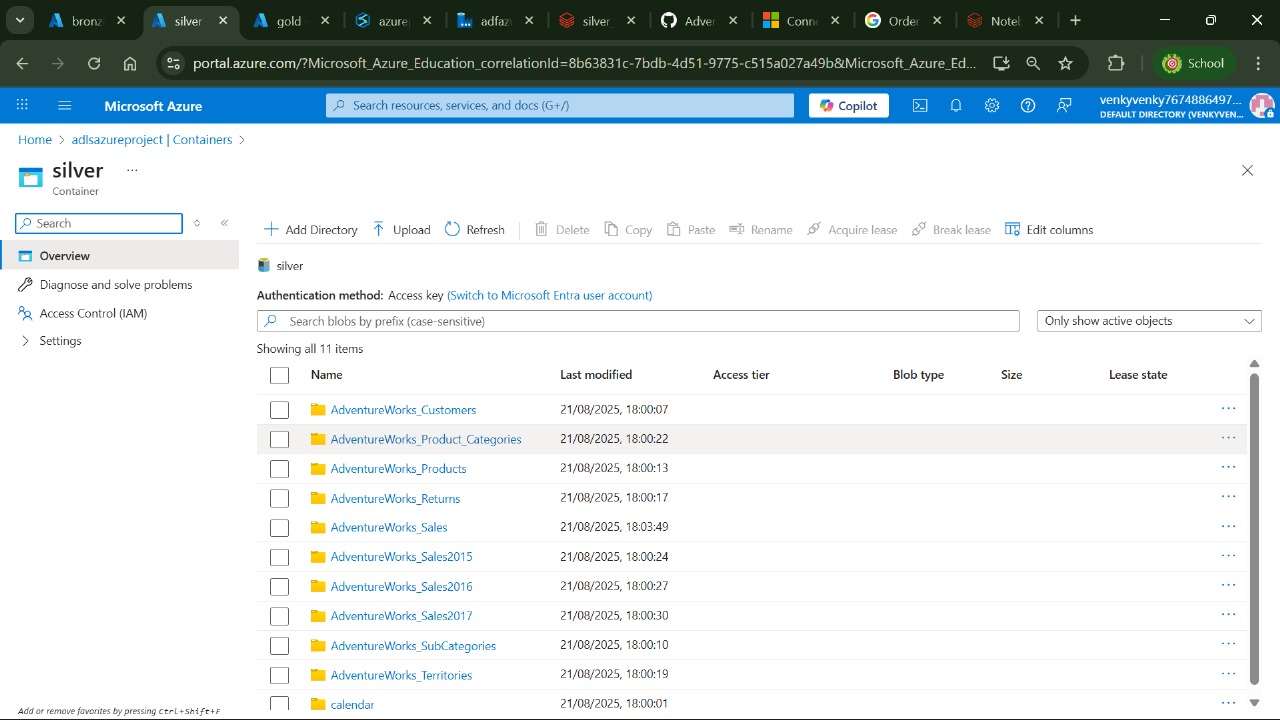 bronz
silver
gold
azurep
adfaz
silver_
Adver
Conne
Order
Notel
portal.azure.com/?Microsoft_Azure_Education_correlationId=8b63831c-7bdb-4d51-9775-c515a027a49b&Microsoft_Azure_Ed...
School
Microsoft Azure
Search resources, services, and docs (G+/)
Copilot
venkyvenky7674886497...
DEFAULT DIRECTORY (VENKYVEN...
Home > adlsazureproject | Containers >
silver ...
Container
Search
Overview
Diagnose and solve problems
Access Control (IAM)
Settings
Add Directory Upload Refresh Delete Copy Paste Rename Acquire lease Break lease Edit columns
silver
Authentication method: Access key (Switch to Microsoft Entra user account)
Search blobs by prefix (case-sensitive)
Only show active objects
Showing all 11 items
Name Last modified Access tier Blob type Size Lease state
AdventureWorks_Customers 21/08/2025, 18:00:07
AdventureWorks_Product_Categories 21/08/2025, 18:00:22
AdventureWorks_Products 21/08/2025, 18:00:13
AdventureWorks_Returns 21/08/2025, 18:00:17
AdventureWorks_Sales 21/08/2025, 18:03:49
AdventureWorks_Sales2015 21/08/2025, 18:00:24
AdventureWorks_Sales2016 21/08/2025, 18:00:27
AdventureWorks_Sales2017 21/08/2025, 18:00:30
AdventureWorks_SubCategories 21/08/2025, 18:00:10
AdventureWorks_Territories 21/08/2025, 18:00:19
calendar 21/08/2025, 18:00:01
Add or remove favorites by pressing Ctrl+Shift+F